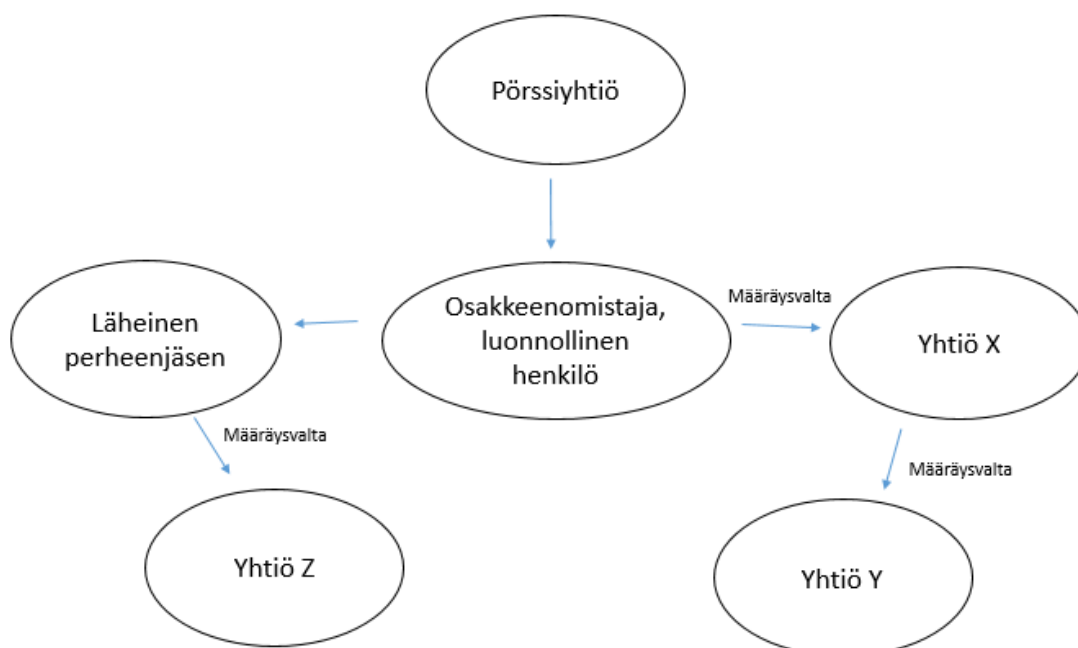 Pörssiyhtiö
Osakkeenomistaja,
luonnollinen
henkilö
Läheinen
perheenjäsen
Määräysvalta
Yhtiö X
Määräysvalta
Määräysvalta
Yhtiö Z
Yhtiö Y